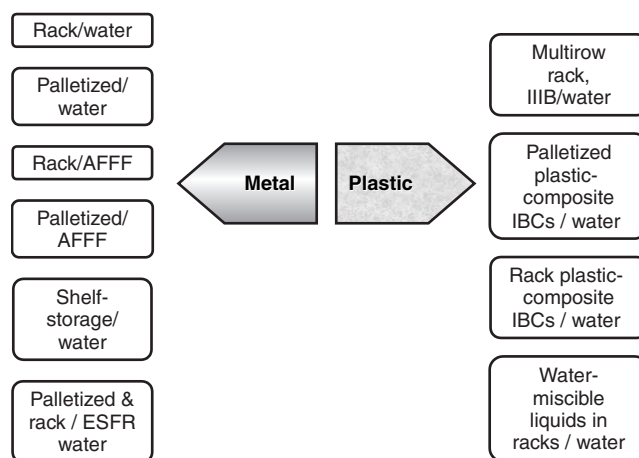 Rack/water
Palletized/
water
Rack/AFFF
Palletized/
AFFF
Shelf-
storage/
water
Palletized &
rack / ESFR
water
Metal
Plastic
Multirow
rack,
IIIB/water
Palletized
plastic-
composite
IBCs / water
Rack plastic-
composite
IBCs / water
Water-
miscible
liquids in
racks / water